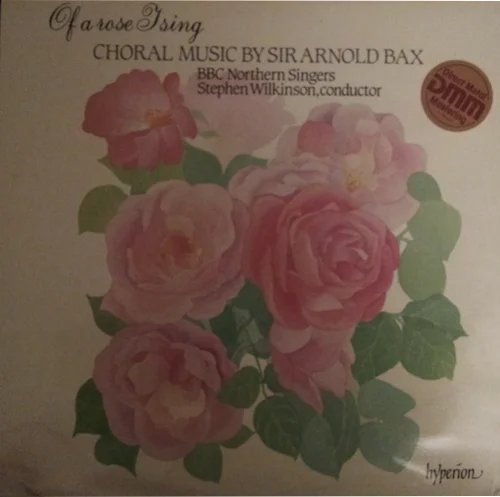 Of a rose I sing
CHORAL MUSIC BY SIR ARNOLD BAX
BBC Northern Singers
Stephen Wilkinson, conductor
Direct Metal
DMM
Mastering
hyperion